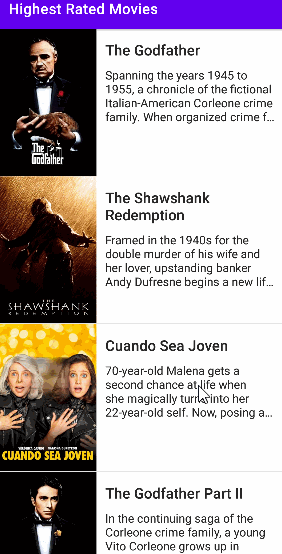 Highest Rated Movies
The Godfather
Spanning the years 1945 to
1955, a chronicle of the fictional
Italian-American Corleone crime
family. When organized crime f...
The
Godfather
The Shawshank
Redemption
Framed in the 1940s for the
double murder of his wife and
her lover, upstanding banker
Andy Dufresne begins a new lif...
THE
SHAWSHANK
REDEMPTION
Cuando Sea Joven
70-year-old Malena gets a
second chance at life when
she magically turns into her
22-year-old self. Now, posing a...
CUANDO SEA JOVEN
The Godfather Part II
In the continuing saga of the
Corleone crime family, a young
Vito Corleone grows up in